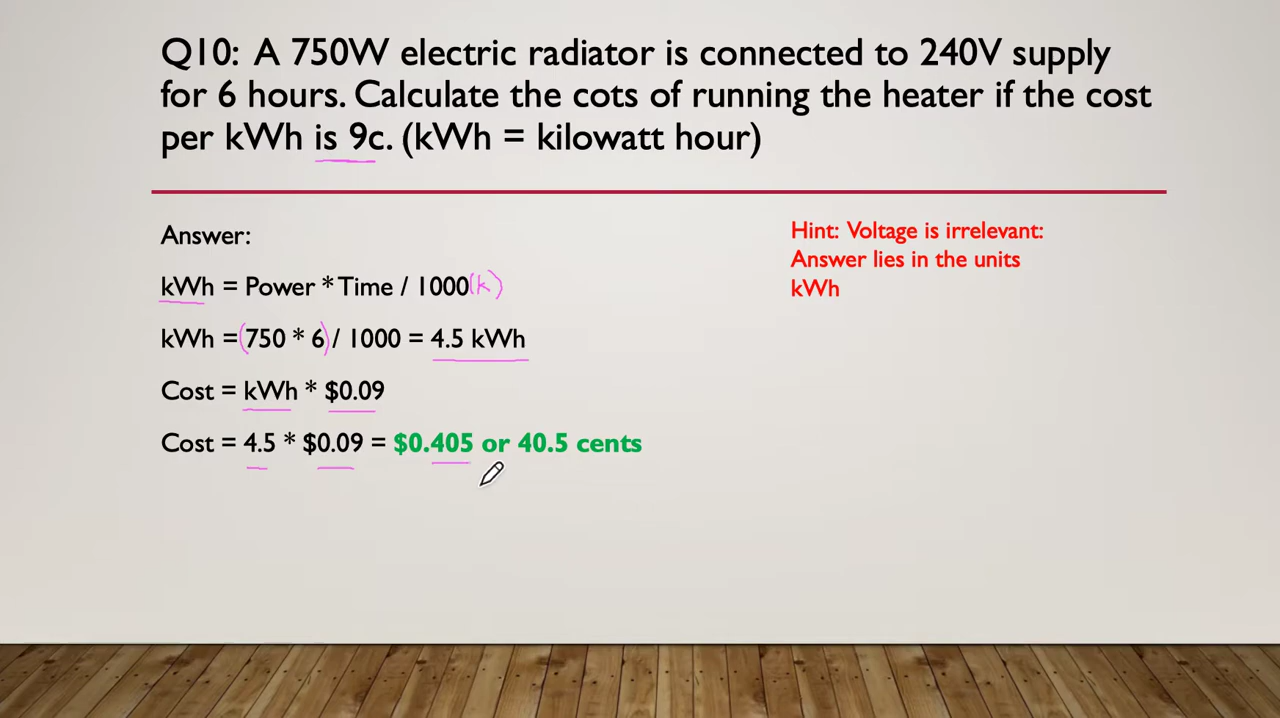 Q10: A 750W electric radiator is connected to 240V supply
for 6 hours. Calculate the cots of running the heater if the cost
per kWh is 9c. (kWh = kilowatt hour)
Answer:
kWh = Power * Time / 1000 (k)
kWh = (750 * 6) / 1000 = 4.5 kWh
Cost = kWh * $0.09
Cost = 4.5 * $0.09 = $0.405 or 40.5 cents
Hint: Voltage is irrelevant:
Answer lies in the units
kWh